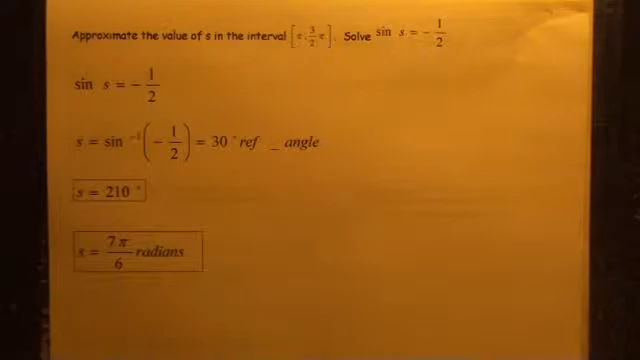 Approximate the value of s in the interval [π, 3/2 π]. Solve sin s = - 1/2
sin s = - 1/2
s = sin ⁻¹(- 1/2) = 30 ° ref _ angle
s = 210 °
s = 7π/6 radians